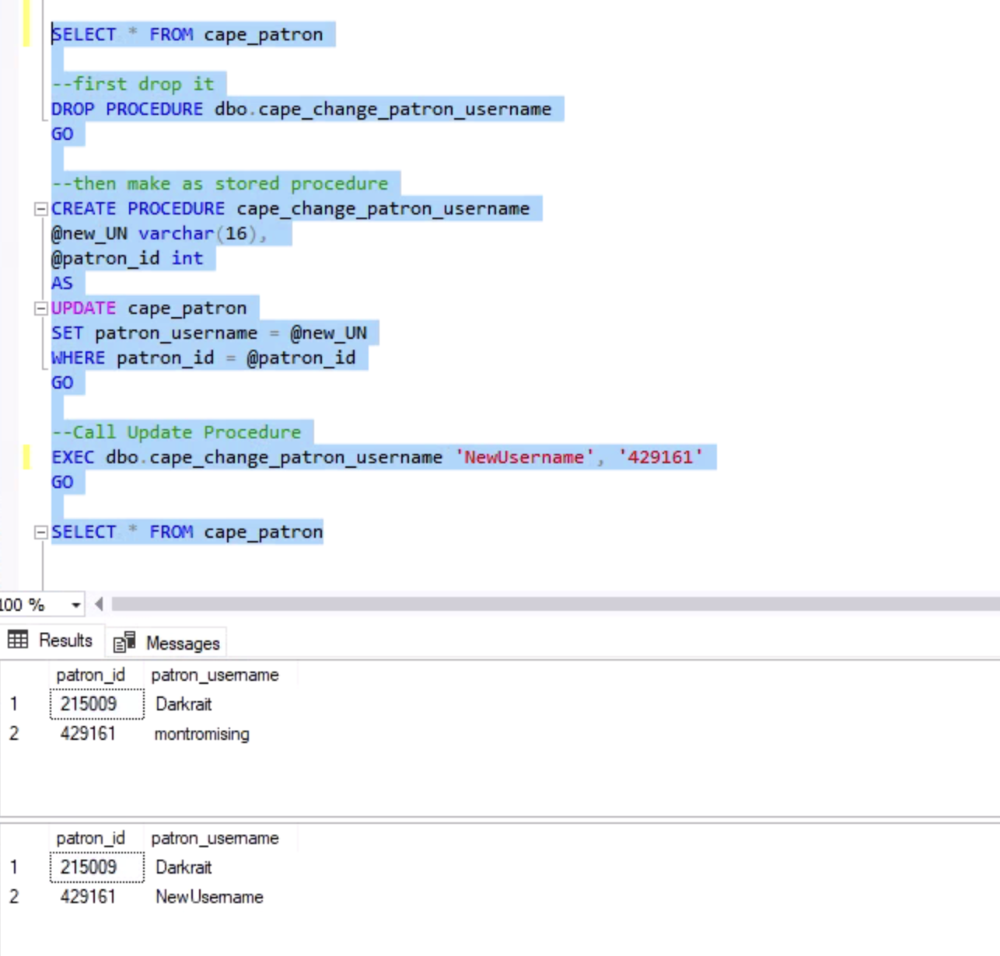 SELECT * FROM cape_patron
--first drop it
DROP PROCEDURE dbo.cape_change_patron_username
GO
--then make as stored procedure
CREATE PROCEDURE cape_change_patron_username
@new_UN varchar(16),
@patron_id int
AS
UPDATE cape_patron
SET patron_username = @new_UN
WHERE patron_id = @patron_id
GO
--Call Update Procedure
EXEC dbo.cape_change_patron_username 'NewUsername', '429161'
GO
SELECT * FROM cape_patron
100 %
Results Messages
patron_id patron_username
1 215009 Darkrait
2 429161 montromising
patron_id patron_username
1 215009 Darkrait
2 429161 NewUsername